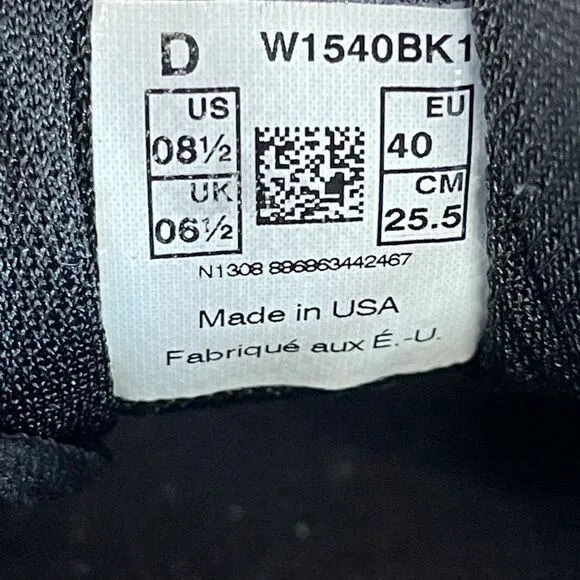 D W1540BK1
US
08½
UK
06½
EU
40
CM
25.5
N1308 886863442467
Made in USA
Fabriqué aux É.-U.